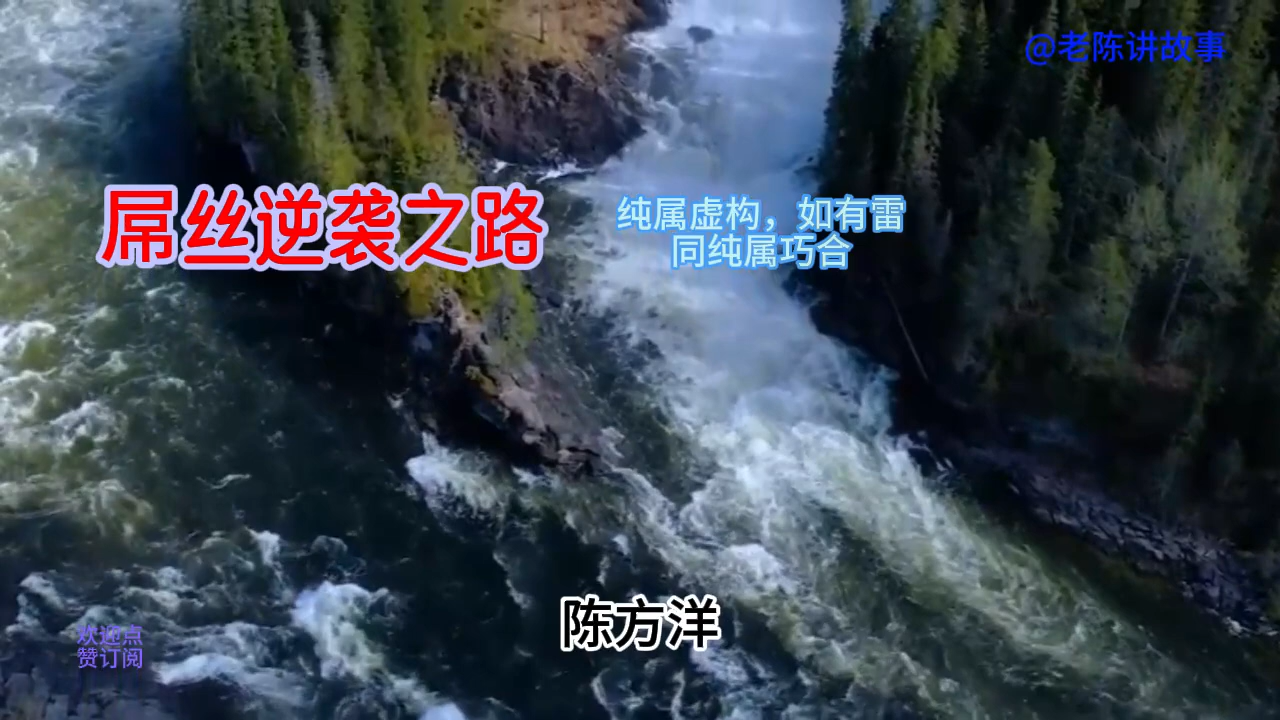 @老陈讲故事
屌丝逆袭之路
纯属虚构，如有雷
同纯属巧合
陈方洋
欢迎点
赞订阅